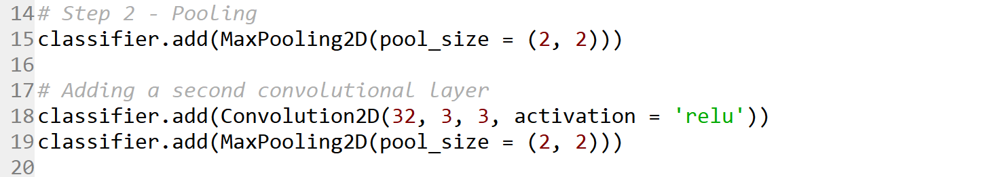 14# Step 2 - Pooling
15classifier.add(MaxPooling2D(pool_size = (2, 2)))
16
17# Adding a second convolutional layer
18classifier.add(Convolution2D(32, 3, 3, activation = 'relu'))
19classifier.add(MaxPooling2D(pool_size = (2, 2)))
20